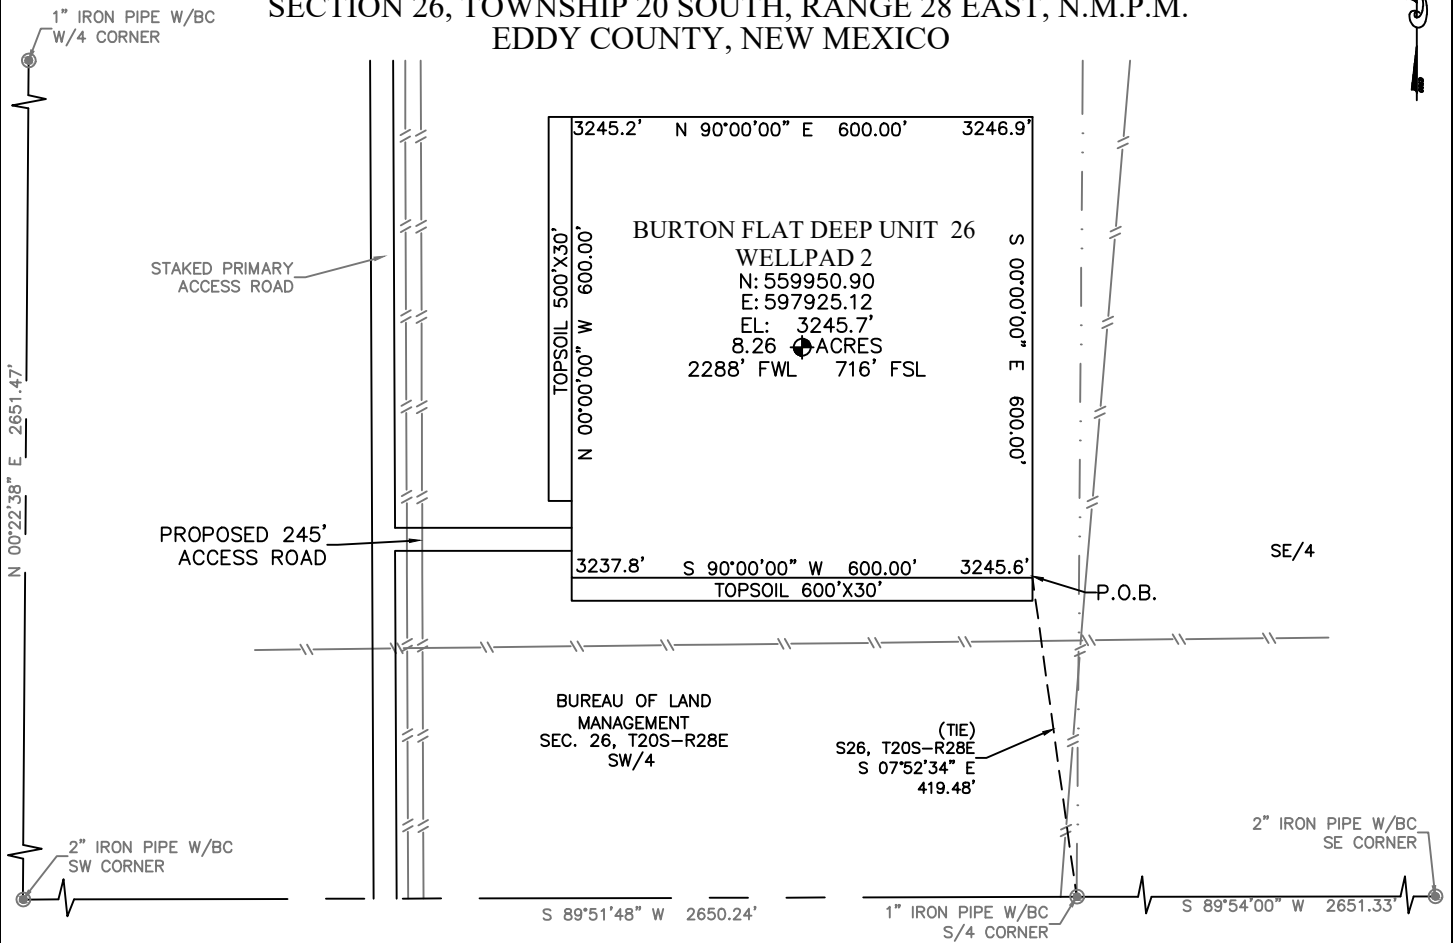 SECTION 26, TOWNSHIP 20 SOUTH, RANGE 28 EAST, N.M.P.M.
EDDY COUNTY, NEW MEXICO
1" IRON PIPE W/BC
W/4 CORNER
3245.2' N 90°00'00" E 600.00' 3246.9'
STAKED PRIMARY
ACCESS ROAD
TOPSOIL 500'X30'
N 00°00'00" W 600.00'
BURTON FLAT DEEP UNIT 26
WELLPAD 2
N: 559950.90
E: 597925.12
EL: 3245.7'
8.26 ACRES
2288' FWL 716' FSL
S 00°00'00" E 600.00'
N 00°22'38" E 2651.47'
PROPOSED 245'
ACCESS ROAD
3237.8' S 90°00'00" W 600.00' 3245.6'
TOPSOIL 600'X30'
P.O.B.
SE/4
BUREAU OF LAND
MANAGEMENT
SEC. 26, T20S-R28E
SW/4
(TIE)
S26, T20S-R28E
S 07°52'34" E
419.48'
2" IRON PIPE W/BC
SW CORNER
2" IRON PIPE W/BC
SE CORNER
S 89°51'48" W 2650.24'
1" IRON PIPE W/BC
S/4 CORNER
S 89°54'00" W 2651.33'